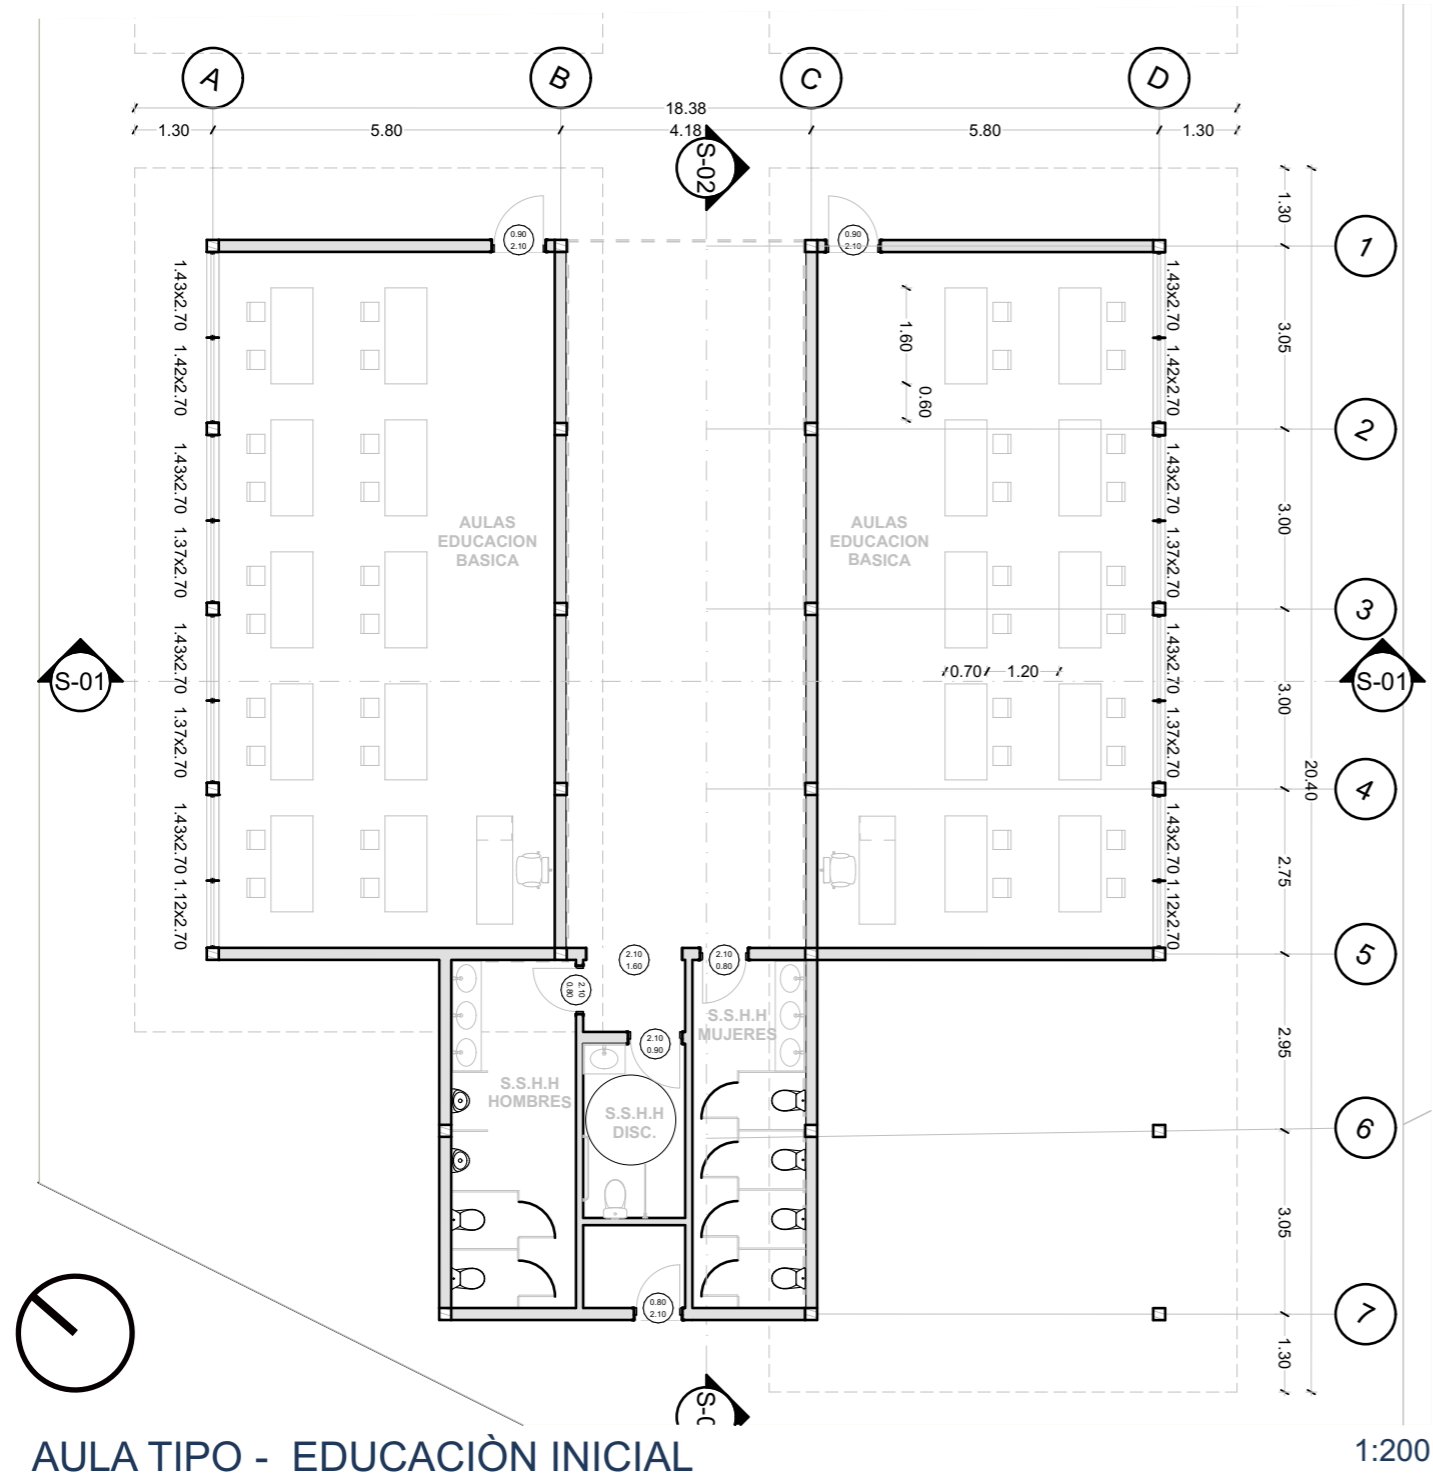 A
B
C
D
18.38
1.30
5.80
4.18
5.80
1.30
S-02
1.30
0.90
2.10
0.90
2.10
1
1.43x2.70
1.42x2.70
1.60
0.60
1.43x2.70
1.42x2.70
3.05
2
1.43x2.70
1.37x2.70
AULAS
EDUCACION
BASICA
AULAS
EDUCACION
BASICA
1.43x2.70
1.37x2.70
3.00
3
S-01
1.43x2.70
1.37x2.70
0.70
1.20
1.43x2.70
1.37x2.70
3.00
S-01
20.40
4
1.43x2.70
1.12x2.70
1.43x2.70
1.12x2.70
2.75
2.10
1.60
2.10
0.80
5
2.10
0.80
S.S.H.H
MUJERES
2.10
0.90
2.95
S.S.H.H
HOMBRES
S.S.H.H
DISC.
6
3.05
0.80
2.10
7
1.30
AULA TIPO - EDUCACIÒN INICIAL
1:200